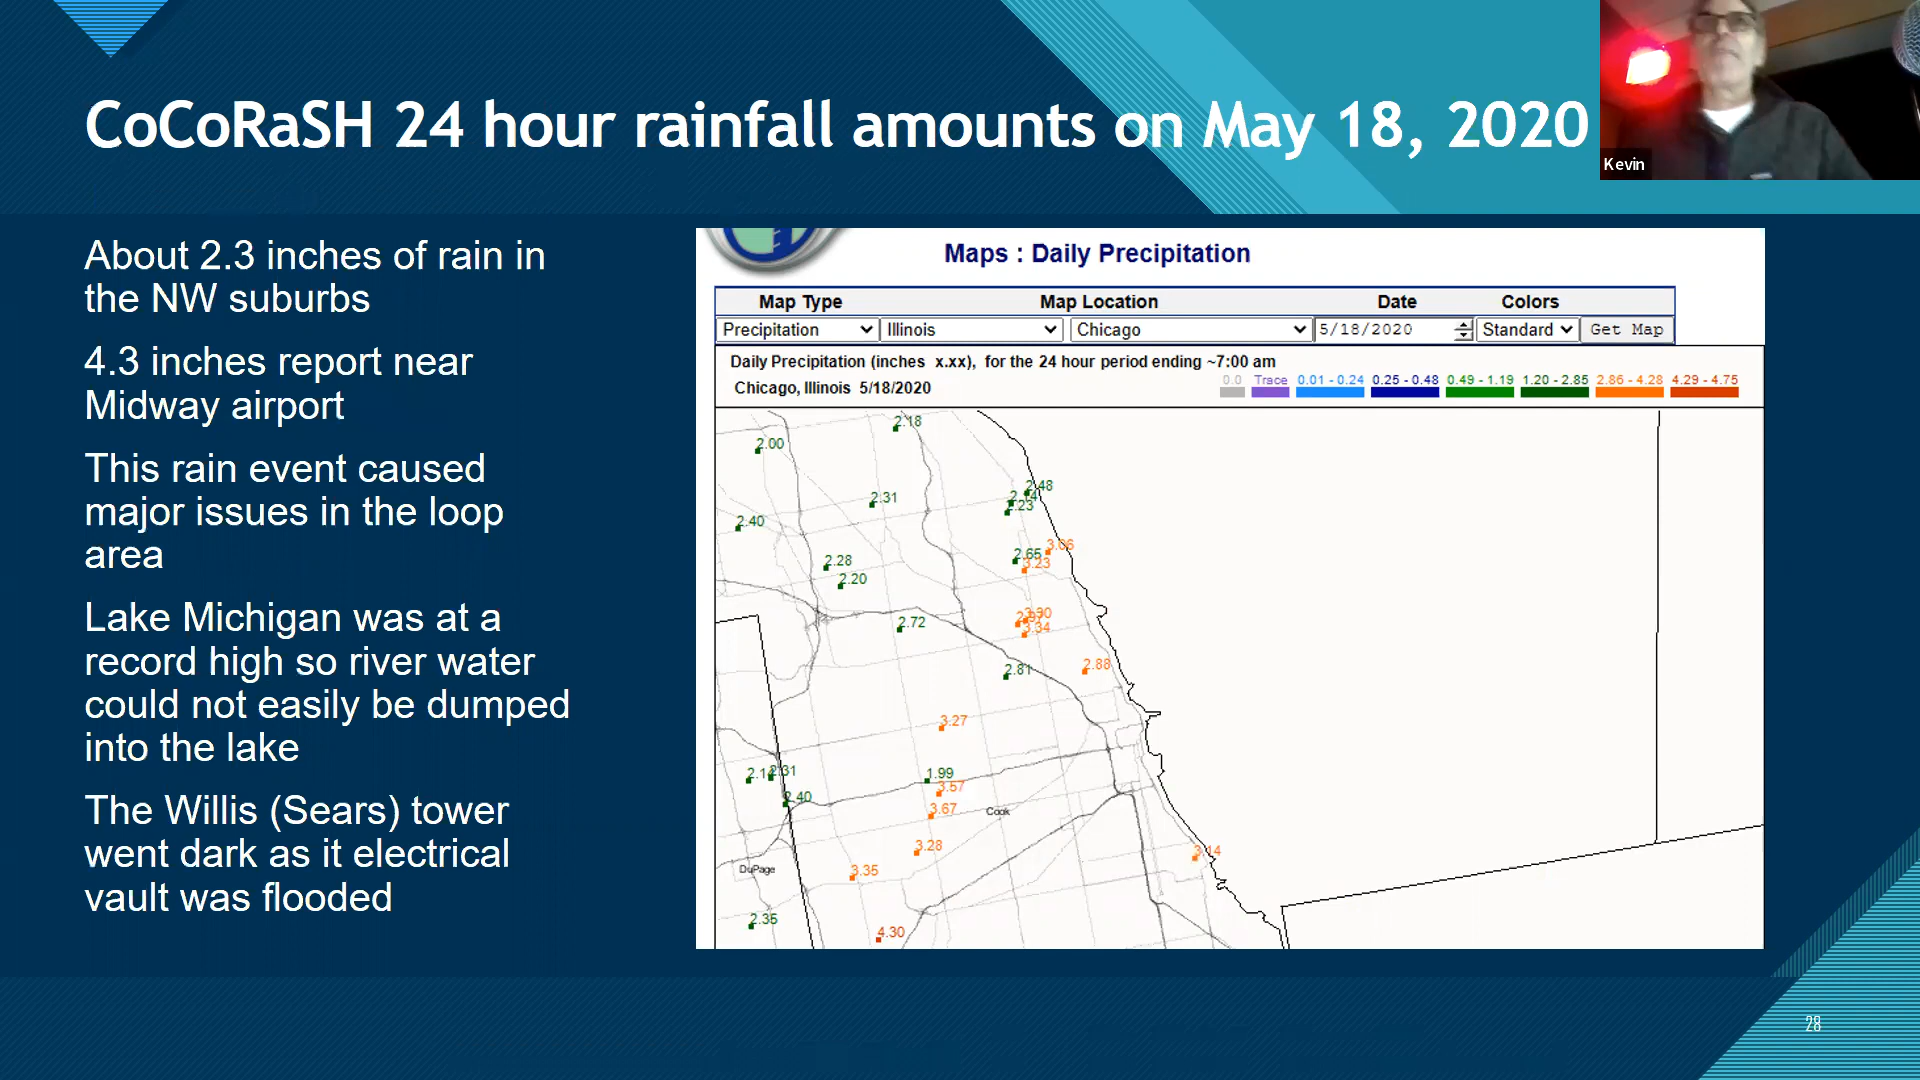 CoCoRaSH 24 hour rainfall amounts on May 18, 2020
Kevin
About 2.3 inches of rain in
the NW suburbs
4.3 inches report near
Midway airport
This rain event caused
major issues in the loop
area
Lake Michigan was at a
record high so river water
could not easily be dumped
into the lake
The Willis (Sears) tower
went dark as it electrical
vault was flooded
Maps : Daily Precipitation
Map Type Map Location Date Colors
Precipitation Illinois Chicago 5/18/2020 Standard Get Map
Daily Precipitation (inches x.xx), for the 24 hour period ending ~7:00 am
Chicago, Illinois 5/18/2020
0.0 Trace 0.01 - 0.24 0.25 - 0.48 0.49 - 1.19 1.20 - 2.85 2.86 - 4.28 4.29 - 4.75
2.18
2.00
2.48
2.31
2.23
2.40
3.06
2.65
2.28
3.23
2.20
3.30
2.72
3.34
2.88
2.81
3.27
2.31
1.99
3.57
2.40
3.67
Cook
3.28
3.14
DuPage
3.35
2.35
4.30
28